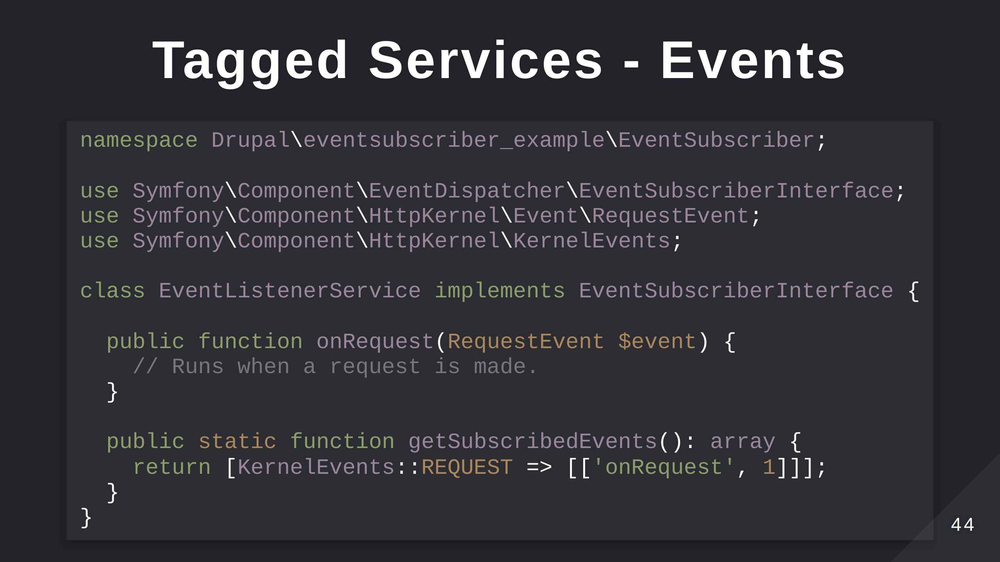 Tagged Services - Events
namespace Drupal\eventsubscriber_example\EventSubscriber;
use Symfony\Component\EventDispatcher\EventSubscriberInterface;
use Symfony\Component\HttpKernel\Event\RequestEvent;
use Symfony\Component\HttpKernel\KernelEvents;
class EventListenerService implements EventSubscriberInterface {
  public function onRequest(RequestEvent $event) {
    // Runs when a request is made.
  }
  public static function getSubscribedEvents(): array {
    return [KernelEvents::REQUEST => [['onRequest', 1]]];
  }
}
44